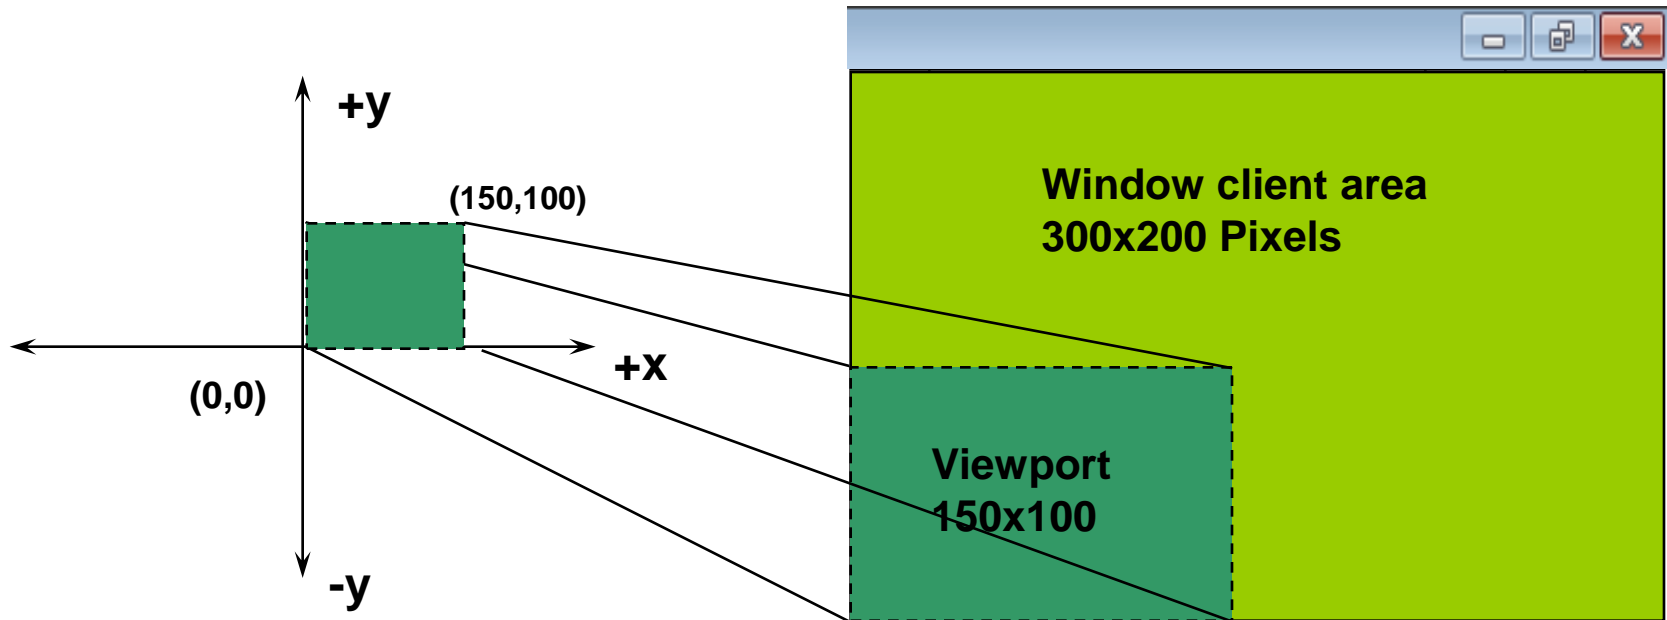 +y
(150,100)
+x
(0,0)
-y
Window client area
300x200 Pixels
Viewport
150x100